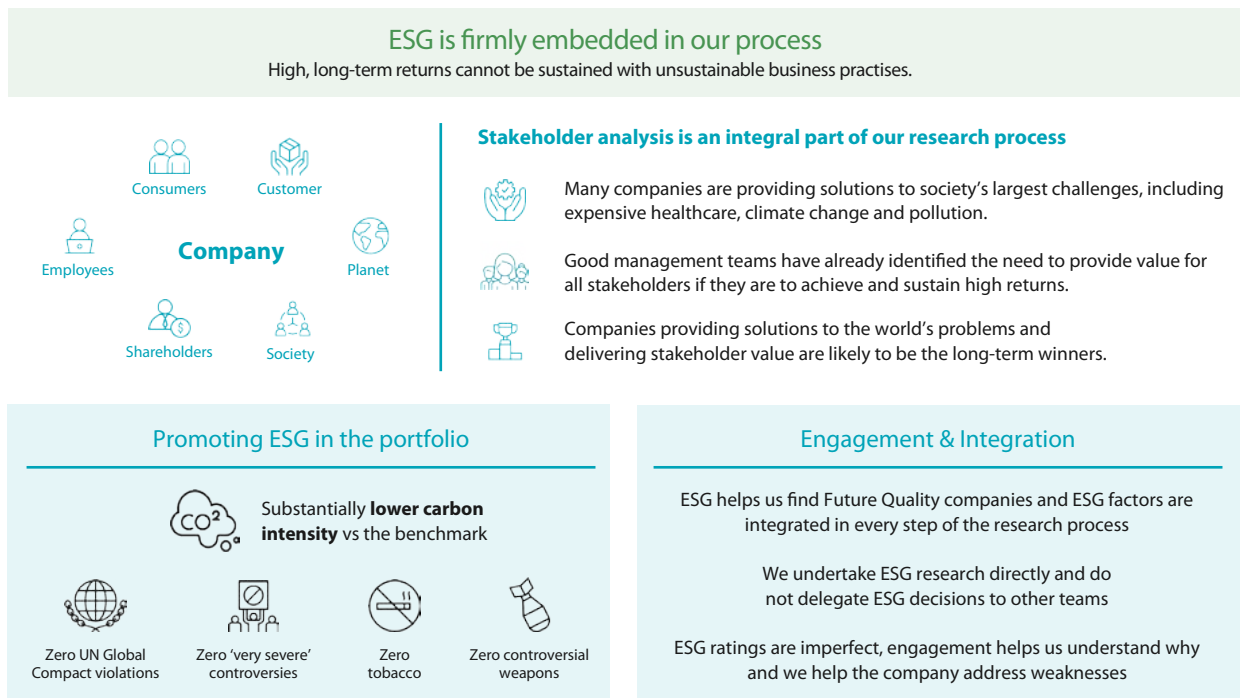 ESG is firmly embedded in our process
High, long-term returns cannot be sustained with unsustainable business practises.
Consumers
Customer
Employees
Company
Planet
Shareholders
Society
Stakeholder analysis is an integral part of our research process
Many companies are providing solutions to society's largest challenges, including
expensive healthcare, climate change and pollution.
Good management teams have already identified the need to provide value for
all stakeholders if they are to achieve and sustain high returns.
Companies providing solutions to the world's problems and
delivering stakeholder value are likely to be the long-term winners.
Promoting ESG in the portfolio
CO²
Substantially lower carbon
intensity vs the benchmark
Zero UN Global
Compact violations
Zero 'very severe'
controversies
Zero
tobacco
Zero controversial
weapons
Engagement & Integration
ESG helps us find Future Quality companies and ESG factors are
integrated in every step of the research process
We undertake ESG research directly and do
not delegate ESG decisions to other teams
ESG ratings are imperfect, engagement helps us understand why
and we help the company address weaknesses